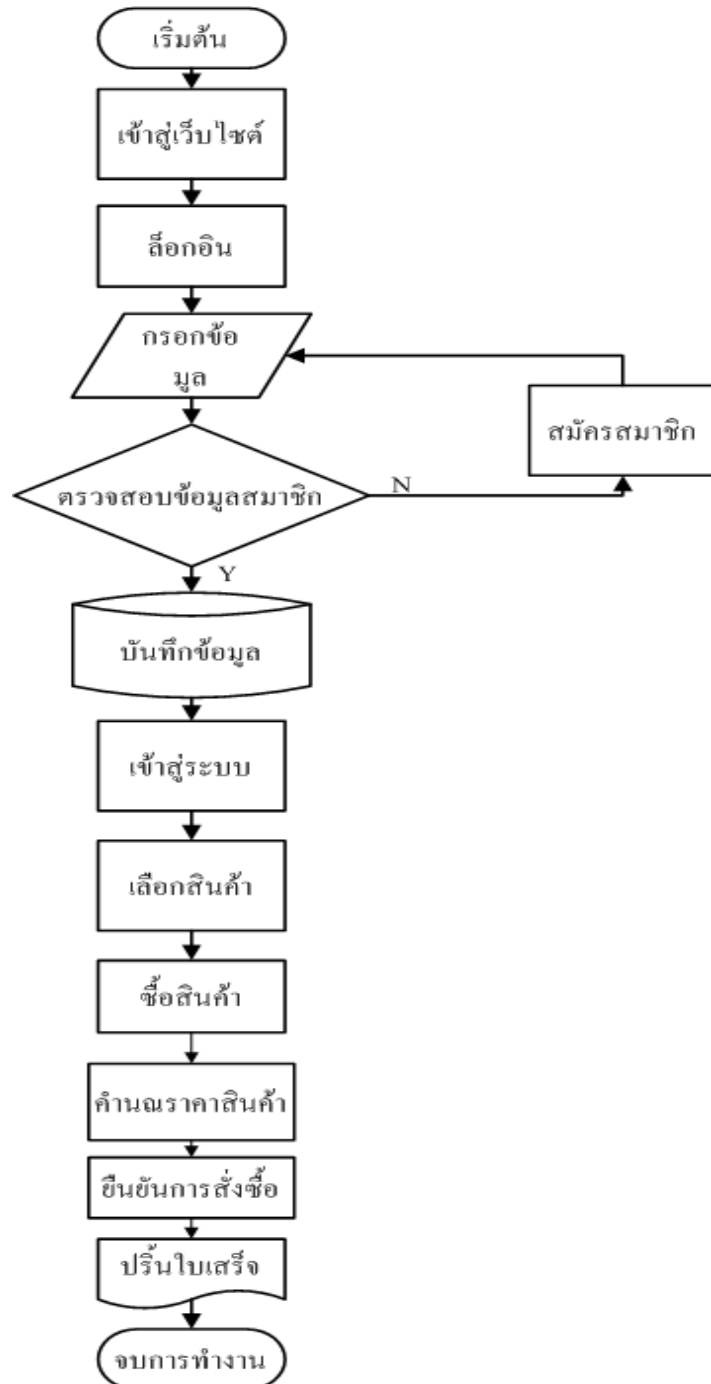 เริ่มต้น
เข้าสู่เว็บไซต์
ล็อกอิน
กรอกข้อ
มูล
สมัครสมาชิก
ตรวจสอบข้อมูลสมาชิก
N
Y
บันทึกข้อมูล
เข้าสู่ระบบ
เลือกสินค้า
ซื้อสินค้า
คำนณราคาสินค้า
ยืนยันการสั่งซื้อ
ปริ้นใบเสร็จ
จบการทำงาน